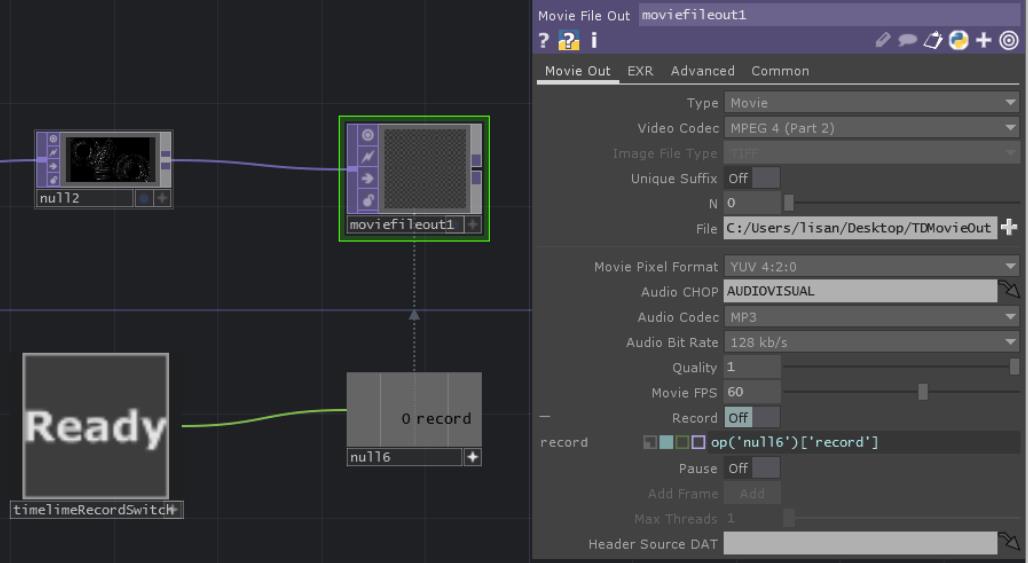 Movie File Out moviefileout1
? ? i
Movie Out EXR Advanced Common
Type Movie
Video Codec MPEG 4 (Part 2)
Image File Type TIFF
Unique Suffix Off
N 0
File C:/Users/lisan/Desktop/TDMovieOut
Movie Pixel Format YUV 4:2:0
Audio CHOP AUDIOVISUAL
Audio Codec MP3
Audio Bit Rate 128 kb/s
Quality 1
Movie FPS 60
Record Off
record op('null6')['record']
Pause Off
Add Frame Add
Max Threads 1
Header Source DAT
null2
moviefileout1
Ready
timelimeRecordSwitch
0 record
null6